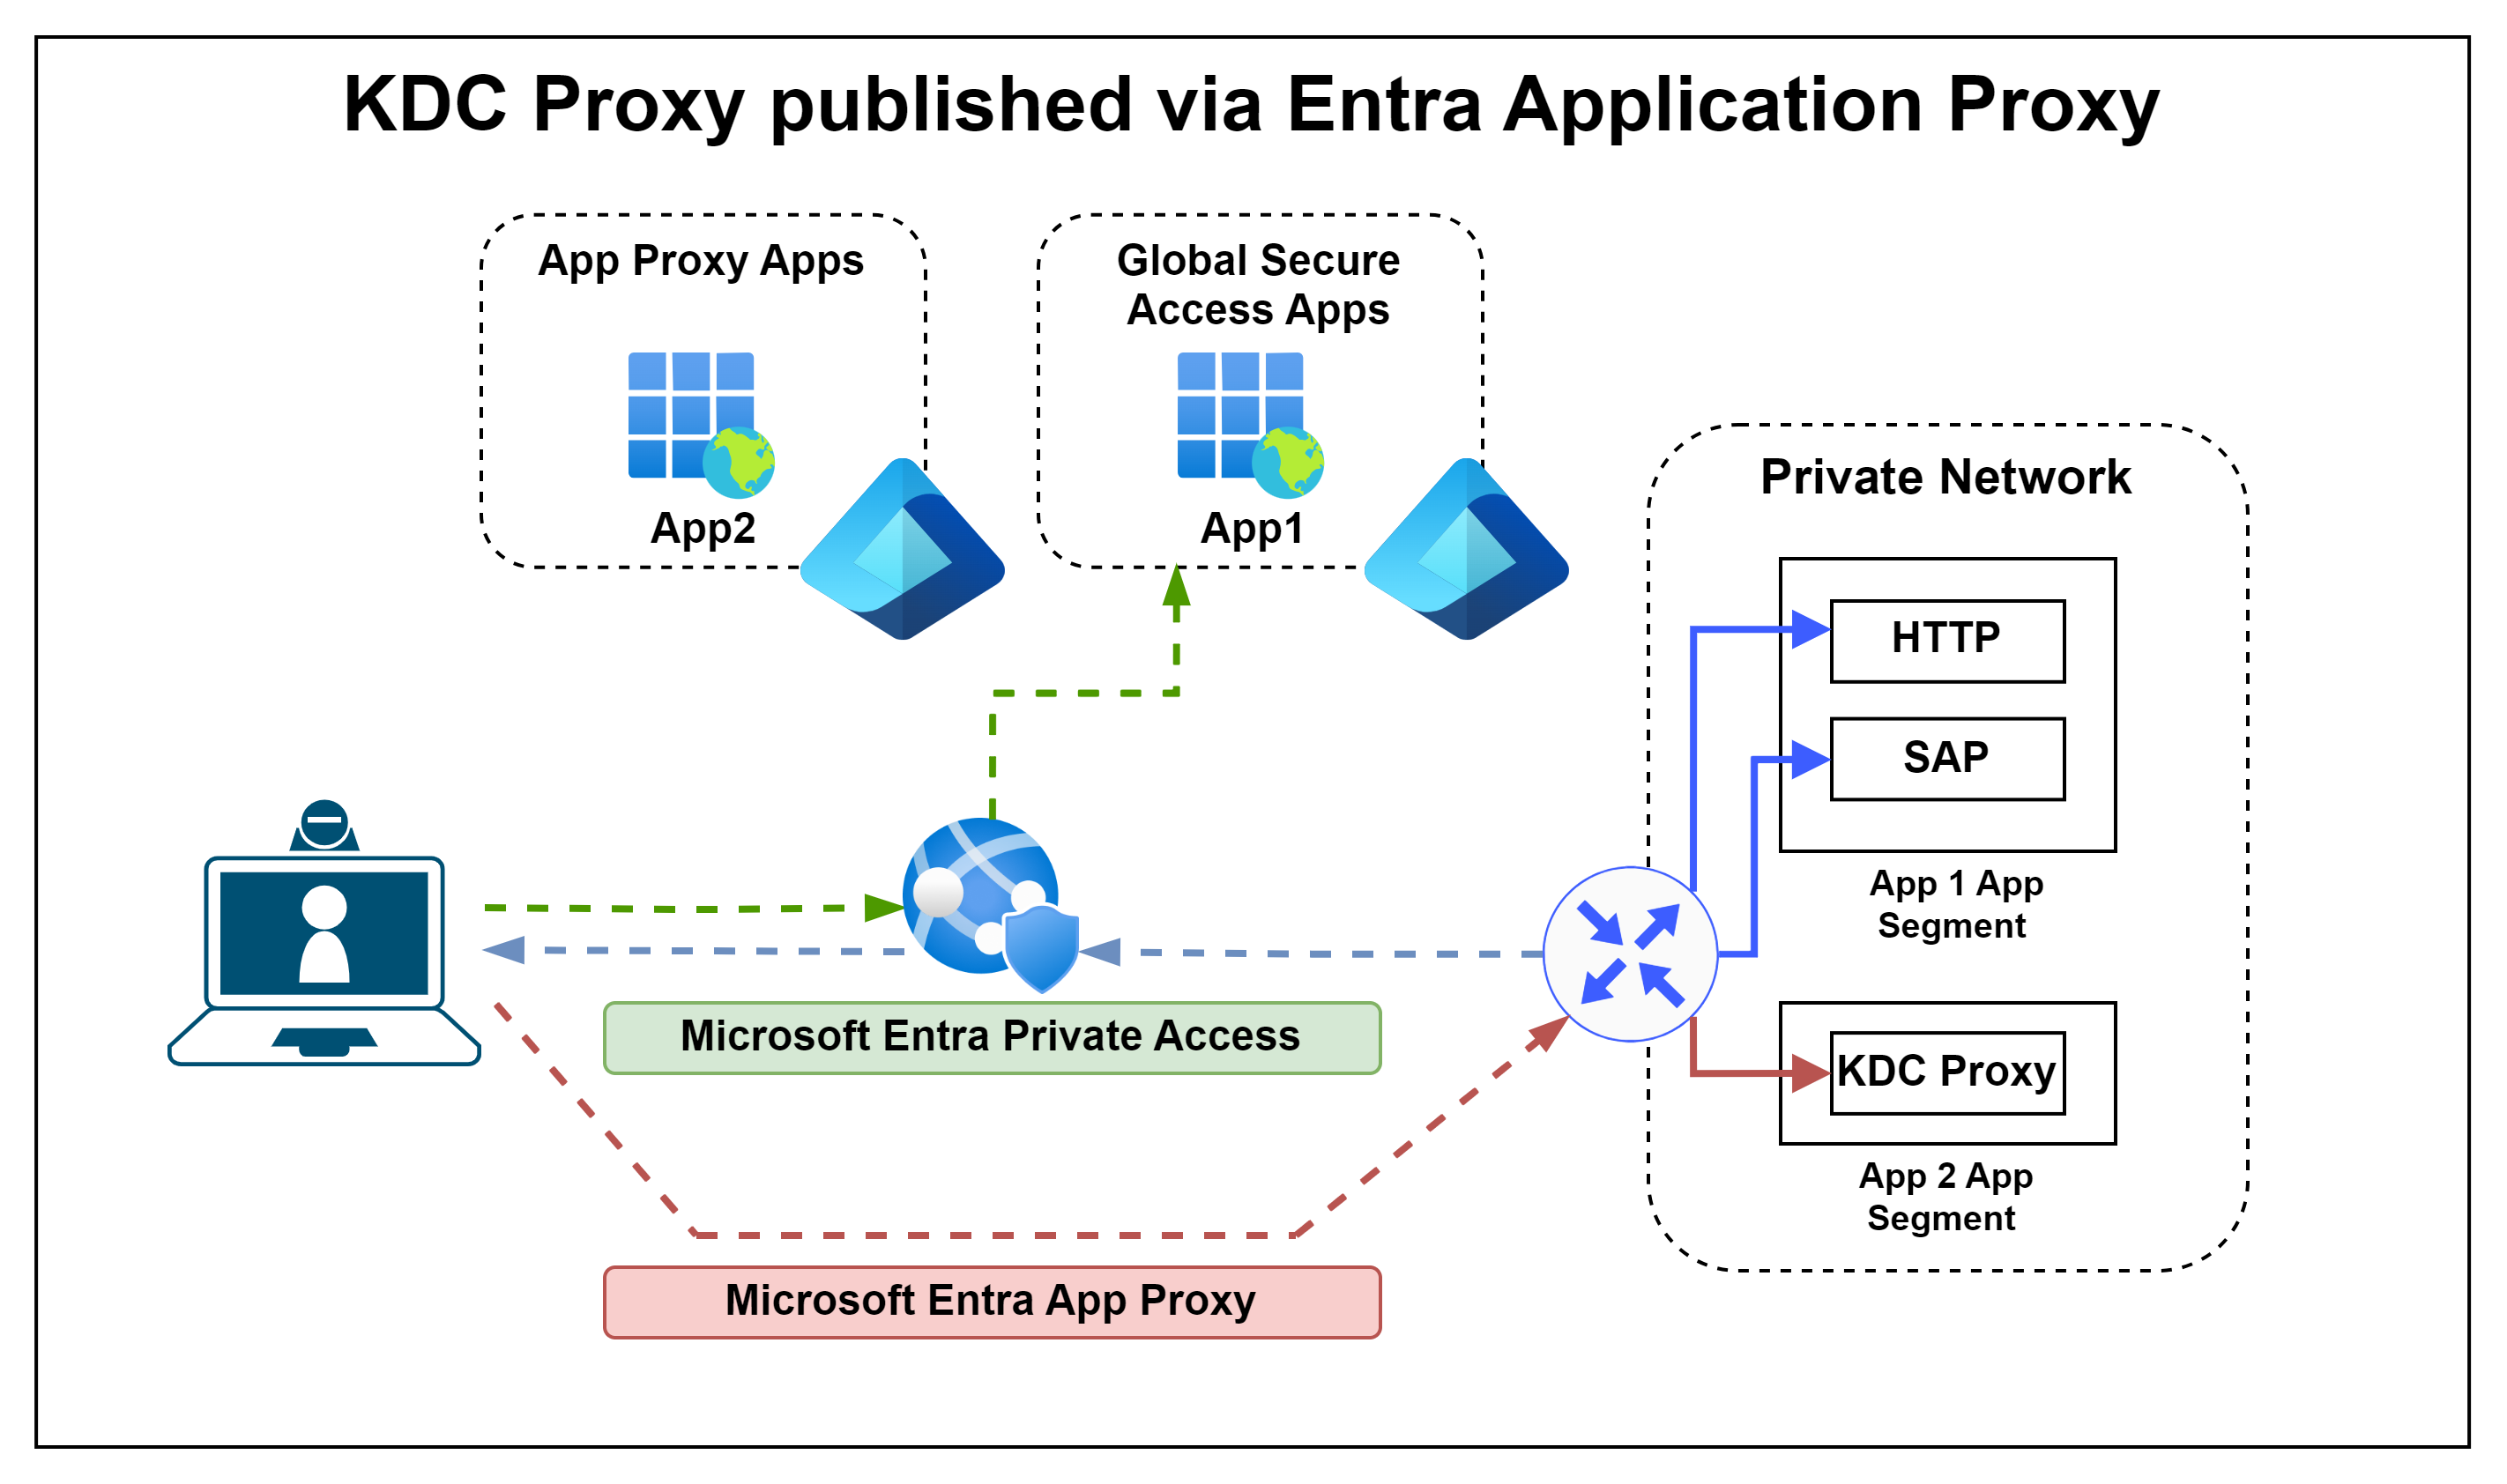 KDC Proxy published via Entra Application Proxy
App Proxy Apps
App2
Global Secure
Access Apps
App1
Private Network
HTTP
SAP
App 1 App
Segment
KDC Proxy
App 2 App
Segment
Microsoft Entra Private Access
Microsoft Entra App Proxy